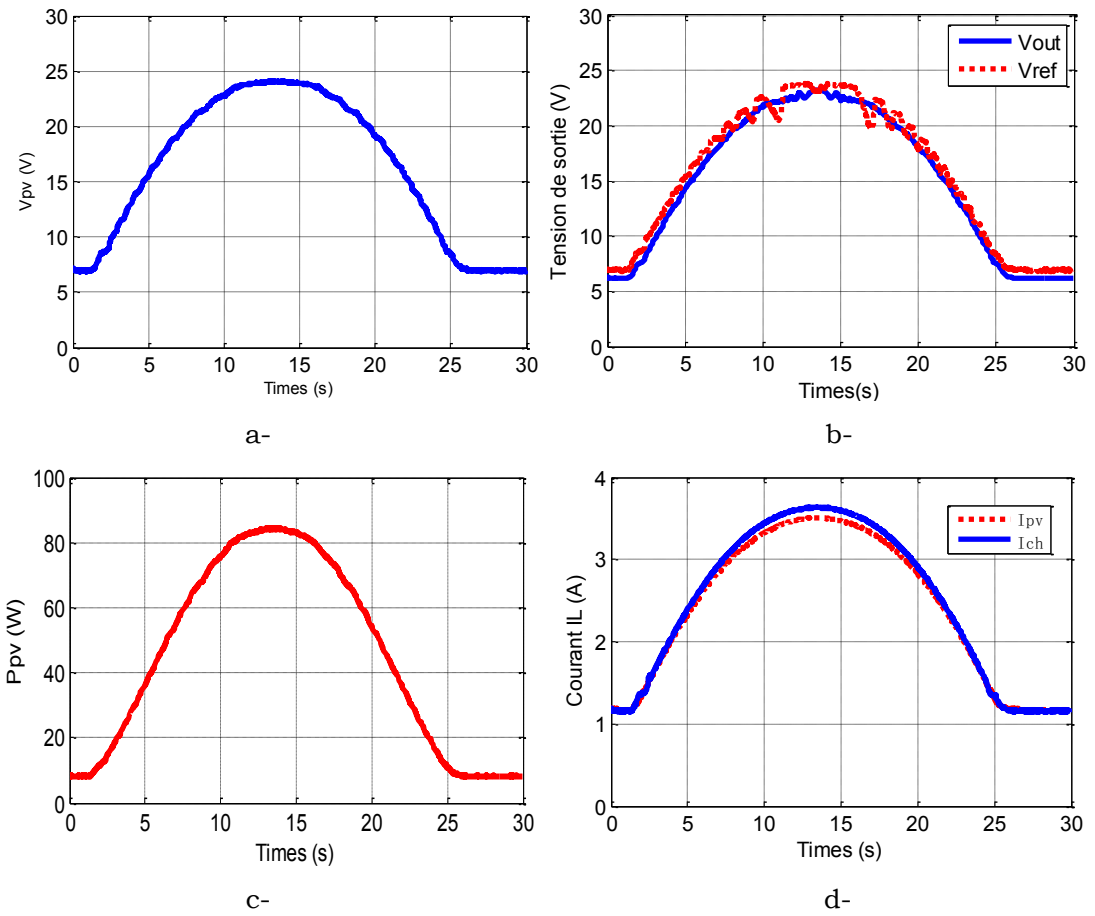 30
25
20
15
10
5
0
Vpv (V)
0 5 10 15 20 25 30
Times (s)
a-
30
25
20
15
10
5
0
Tension de sortie (V)
Vout
Vref
0 5 10 15 20 25 30
Times(s)
b-
100
80
60
40
20
0
Ppv (W)
0 5 10 15 20 25 30
Times (s)
c-
4
3
2
1
0
Courant IL (A)
Ipv
Ich
0 5 10 15 20 25 30
Times (s)
d-